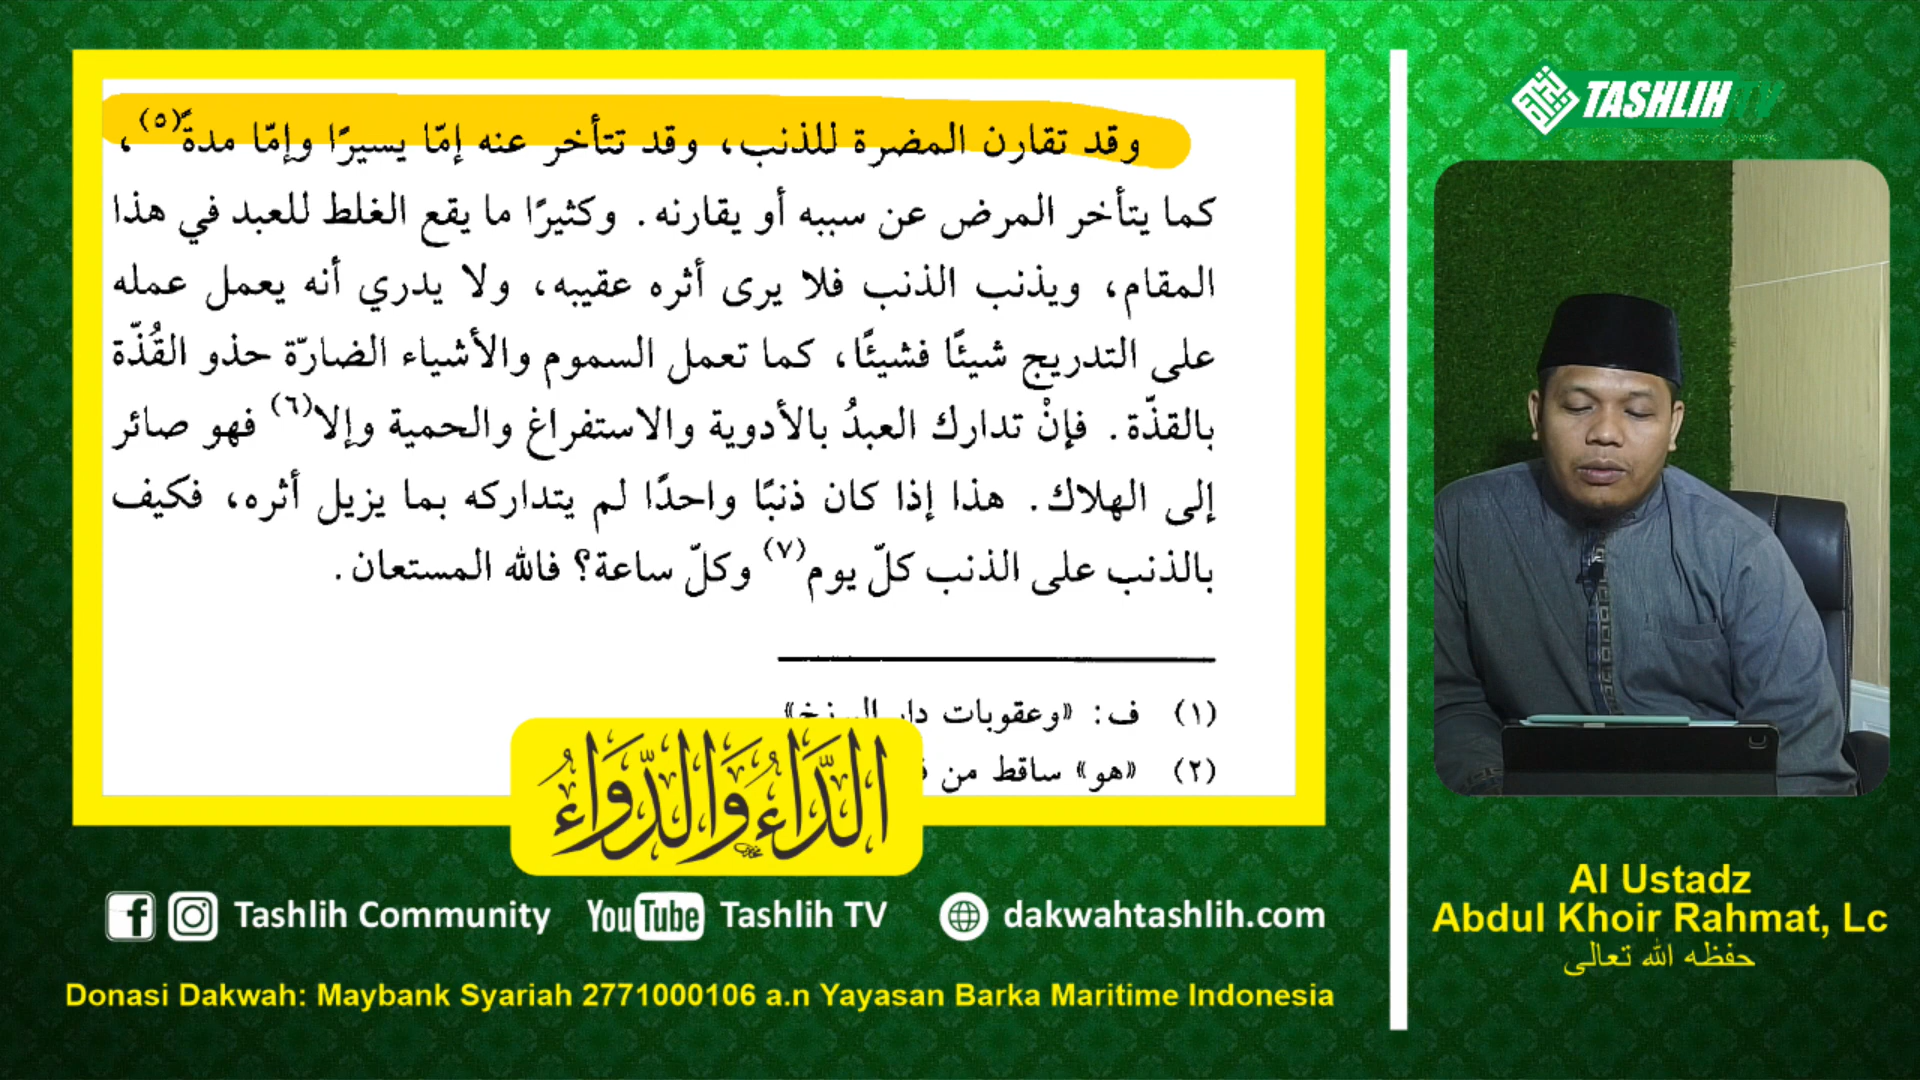 وقد تقارن المضرة للذنب، وقد تتأخر عنه إمّا يسيرًا وإمّا مدةً(٥)،
كما يتأخر المرض عن سببه أو يقارنه. وكثيرًا ما يقع الغلط للعبد في هذا
المقام، ويذنب الذنب فلا يرى أثره عقيبه، ولا يدري أنه يعمل عمله
على التدريج شيئًا فشيئًا، كما تعمل السموم والأشياء الضارّة حذو القُذّة
بالقذّة. فإنْ تدارك العبدُ بالأدوية والاستفراغ والحمية وإلا(٦) فهو صائر
إلى الهلاك. هذا إذا كان ذنبًا واحدًا لم يتداركه بما يزيل أثره، فكيف
بالذنب على الذنب كلّ يوم(٧) وكلّ ساعة؟ فالله المستعان.
(١) ف: «وعقوبات دار البرزخ»
(٢) «هو» ساقط من
الدَّاءُ وَالدَّوَاءُ
Tashlih Community
YouTube Tashlih TV
dakwahtashlih.com
Donasi Dakwah: Maybank Syariah 2771000106 a.n Yayasan Barka Maritime Indonesia
TASHLIH TV
Al Ustadz
Abdul Khoir Rahmat, Lc
حفظه الله تعالى